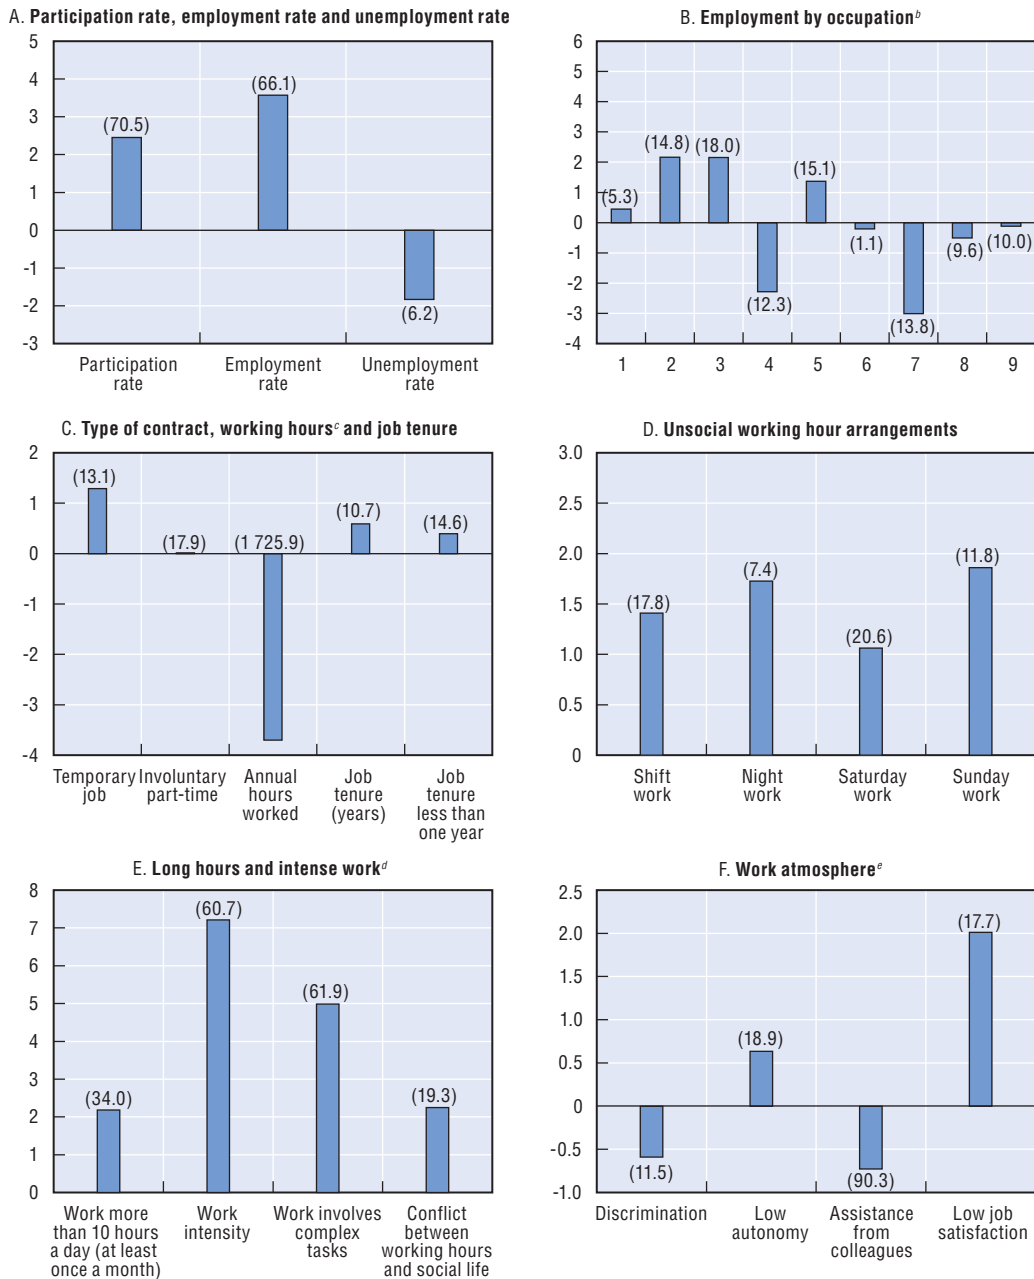 A. Participation rate, employment rate and unemployment rate
5
4
3
2
1
0
-1
-2
-3
(70.5)
(66.1)
(6.2)
Participation
rate
Employment
rate
Unemployment
rate
B. Employment by occupationᵇ
6
5
4
3
2
1
0
-1
-2
-3
-4
(5.3)
(14.8)
(18.0)
(12.3)
(15.1)
(1.1)
(13.8)
(9.6)
(10.0)
1 2 3 4 5 6 7 8 9
C. Type of contract, working hoursᶜ and job tenure
2
1
0
-1
-2
-3
-4
(13.1)
(17.9)
(1 725.9)
(10.7)
(14.6)
Temporary
job
Involuntary
part-time
Annual
hours
worked
Job
tenure
(years)
Job
tenure
less than
one year
D. Unsocial working hour arrangements
3.0
2.5
2.0
1.5
1.0
0.5
0
(17.8)
(7.4)
(20.6)
(11.8)
Shift
work
Night
work
Saturday
work
Sunday
work
E. Long hours and intense workᵈ
8
7
6
5
4
3
2
1
0
(34.0)
(60.7)
(61.9)
(19.3)
Work more
than 10 hours
a day (at least
once a month)
Work
intensity
Work involves
complex
tasks
Conflict
between
working hours
and social life
F. Work atmosphereᵉ
2.5
2.0
1.5
1.0
0.5
0
-0.5
-1.0
(11.5)
(18.9)
(90.3)
(17.7)
Discrimination
Low
autonomy
Assistance
from
colleagues
Low job
satisfaction